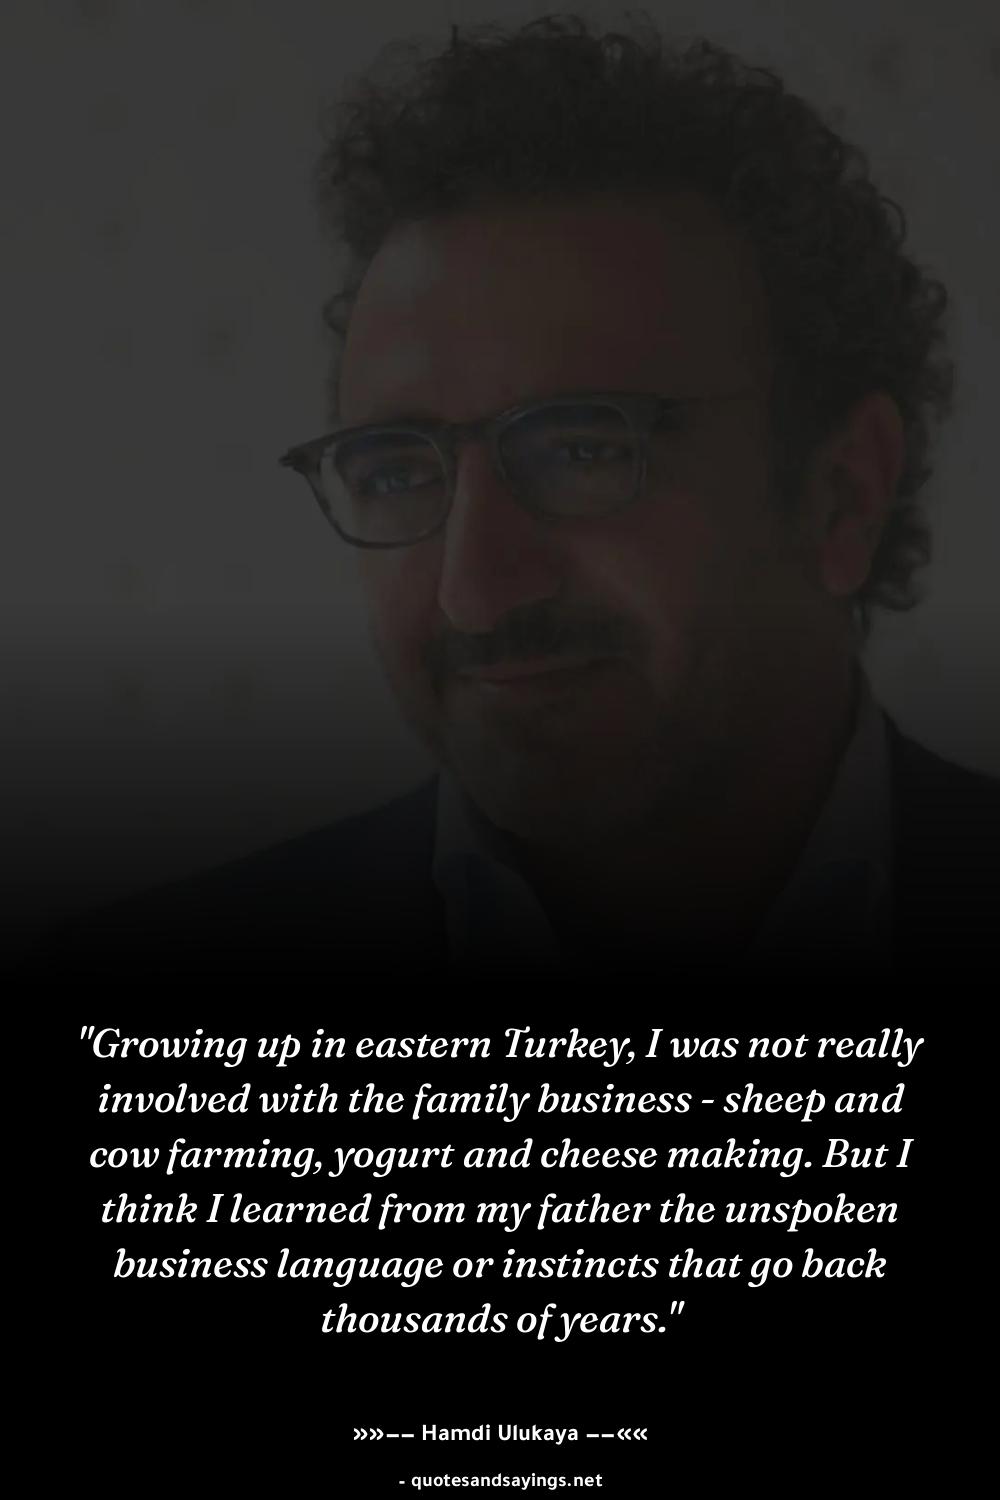 "Growing up in eastern Turkey, I was not really
involved with the family business - sheep and
cow farming, yogurt and cheese making. But I
think I learned from my father the unspoken
business language or instincts that go back
thousands of years."
»»–– Hamdi Ulukaya ––««
- quotesandsayings.net